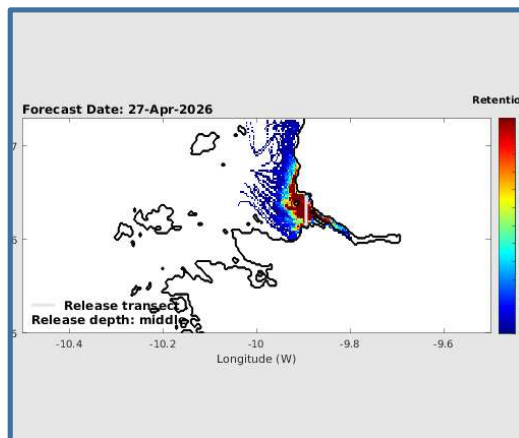 Retentio
Forecast Date: 27-Apr-2026
7
6
5
Release transect
Release depth: middle
-10.4
-10.2
-10
-9.8
-9.6
Longitude (W)